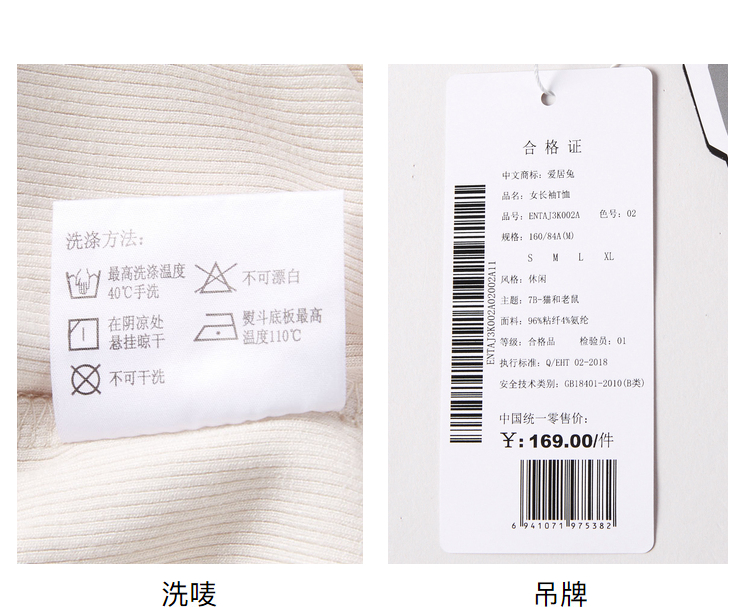 洗涤方法:
最高洗涤温度
40℃手洗
不可漂白
在阴凉处
悬挂晾干
熨斗底板最高
温度110℃
不可干洗
洗唛
合格证
中文商标: 爱居兔
品名: 女长袖T恤
品号: ENTAJ3K002A 色号: 02
规格: 160/84A(M)
S M L XL
风格: 休闲
主题: 7B-猫和老鼠
面料: 96%粘纤4%氨纶
等级: 合格品 检验员: 01
执行标准: Q/EHT 02-2018
安全技术类别: GB18401-2010(B类)
中国统一零售价:
¥:169.00/件
ENTAJ3K002A02002A11
6 941071 975382
吊牌